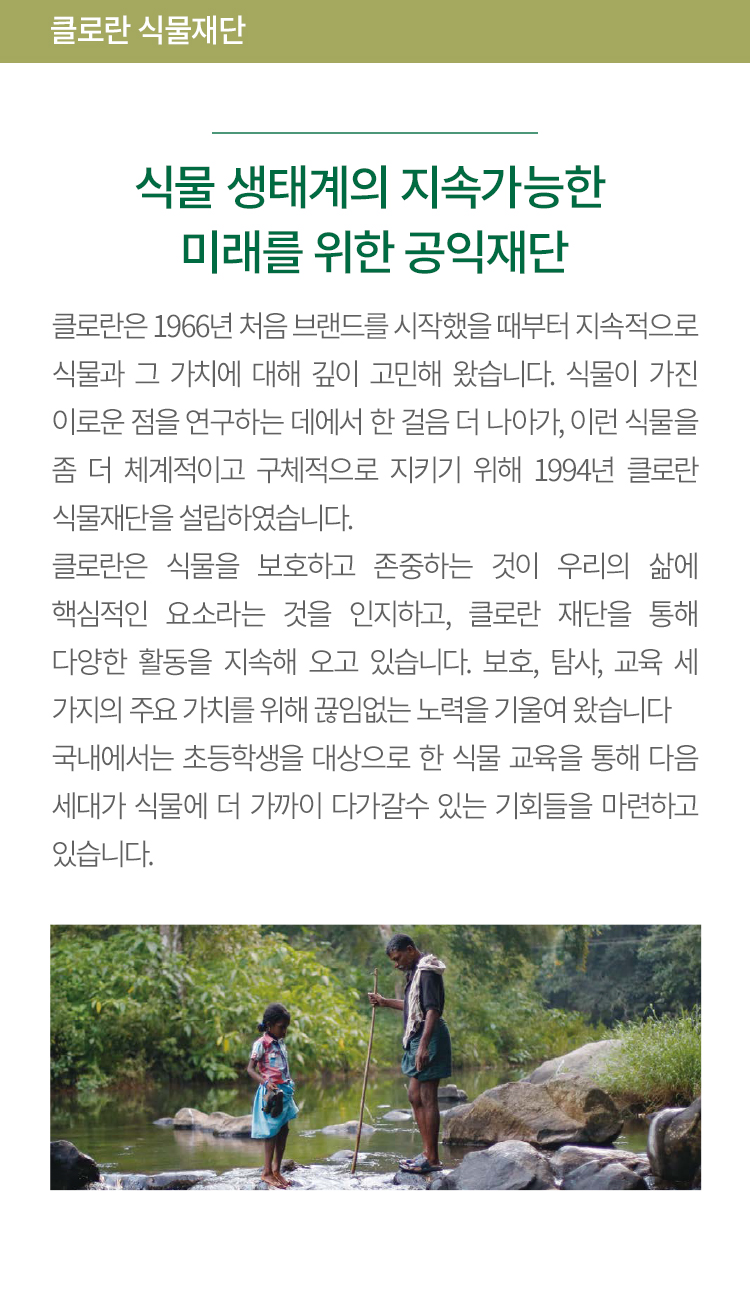 클로란 식물재단
식물 생태계의 지속가능한
미래를 위한 공익재단
클로란은 1966년 처음 브랜드를 시작했을 때부터 지속적으로
식물과 그 가치에 대해 깊이 고민해 왔습니다. 식물이 가진
이로운 점을 연구하는 데에서 한 걸음 더 나아가, 이런 식물을
좀 더 체계적이고 구체적으로 지키기 위해 1994년 클로란
식물재단을 설립하였습니다.
클로란은 식물을 보호하고 존중하는 것이 우리의 삶에
핵심적인 요소라는 것을 인지하고, 클로란 재단을 통해
다양한 활동을 지속해 오고 있습니다. 보호, 탐사, 교육 세
가지의 주요 가치를 위해 끊임없는 노력을 기울여 왔습니다
국내에서는 초등학생을 대상으로 한 식물 교육을 통해 다음
세대가 식물에 더 가까이 다가갈수 있는 기회들을 마련하고
있습니다.